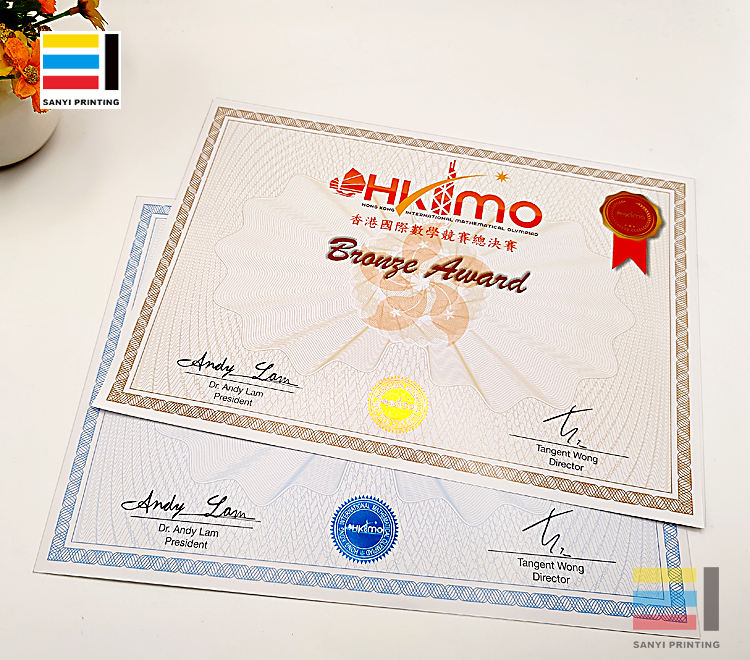 SANYI PRINTING
HKIMO
HONG KONG INTERNATIONAL MATHEMATICAL OLYMPIAD
香港國際數學競賽總決賽
Bronze Award
Andy Lam
Dr. Andy Lam
President
Tangent Wong
Director
Andy Lam
Dr. Andy Lam
President
HKIMO
Tangent Wong
Director
SANYI PRINTING